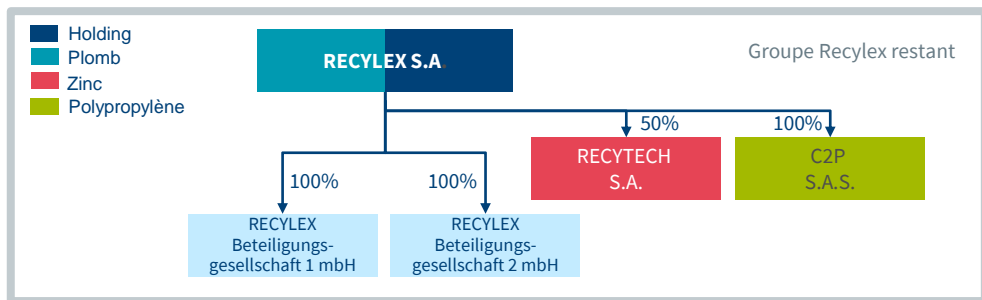 Holding
Plomb
Zinc
Polypropylène
RECYLEX S.A.
Groupe Recylex restant
50%
100%
RECYTECH
S.A.
C2P
S.A.S.
100%
100%
RECYLEX
Beteiligungs-
gesellschaft 1 mbH
RECYLEX
Beteiligungs-
gesellschaft 2 mbH